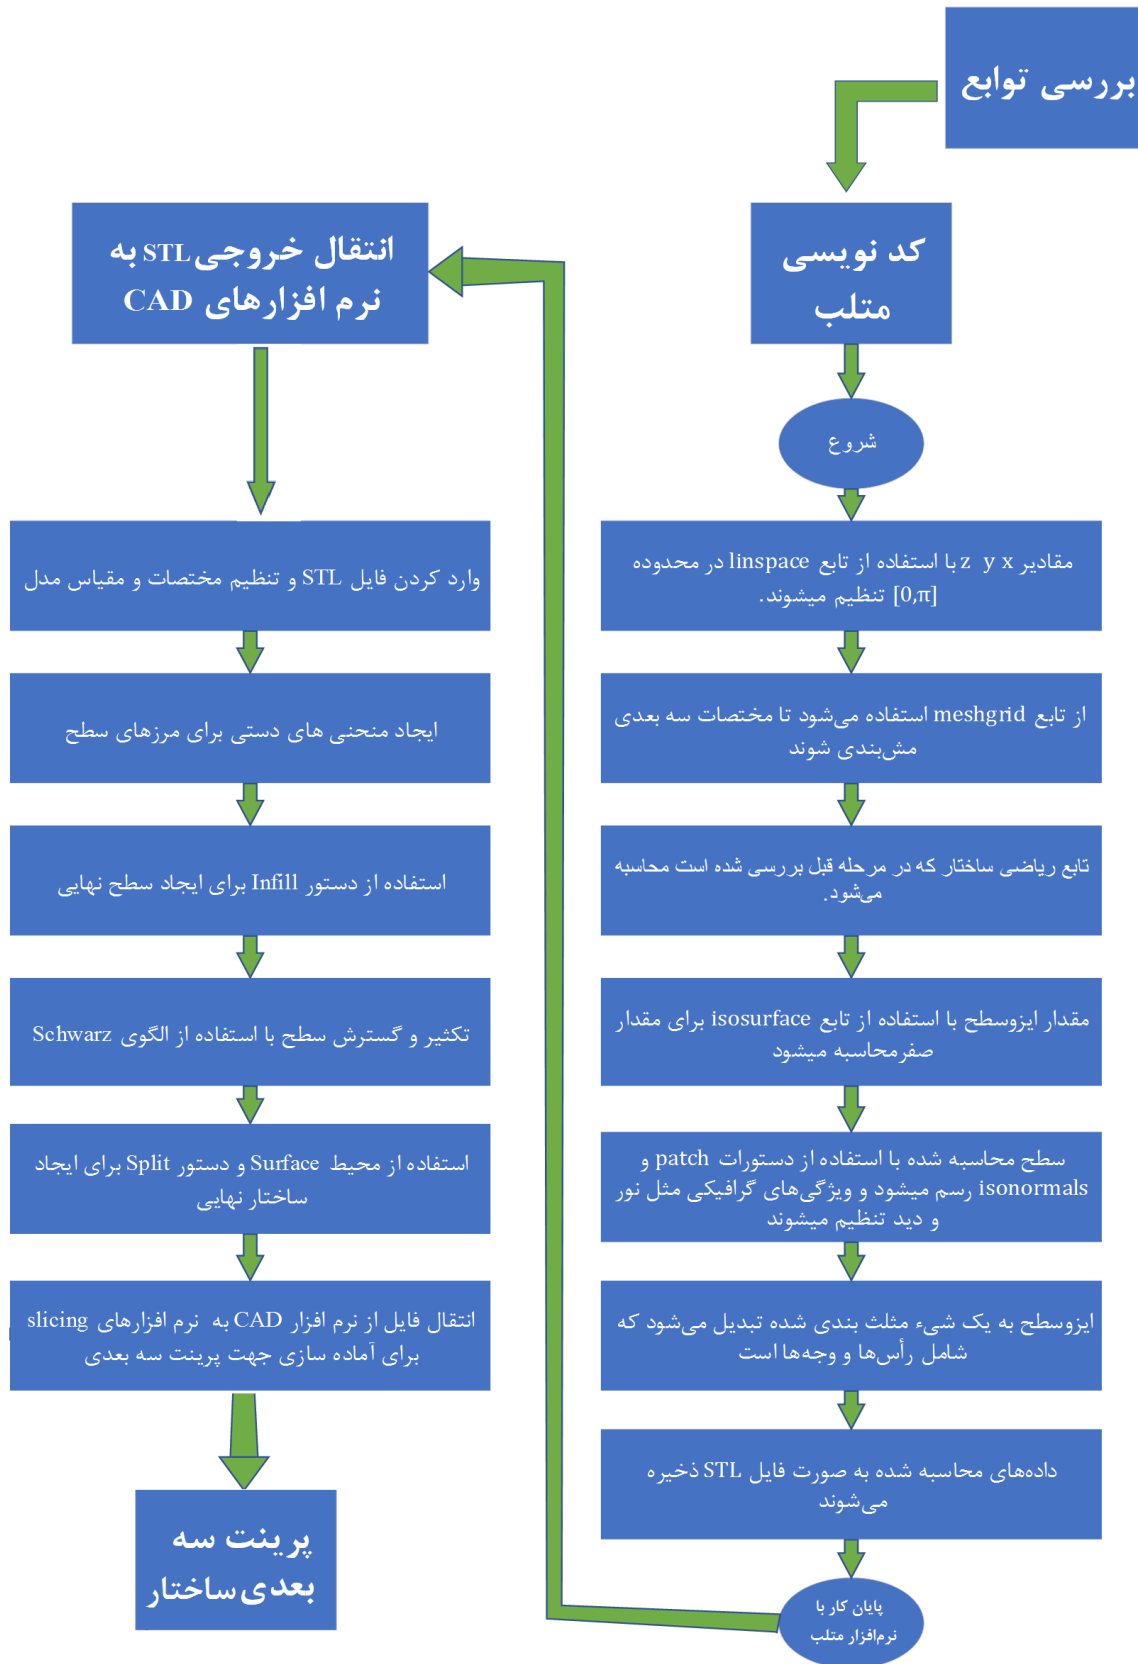 بررسی توابع
کد نویسی
متلب
شروع
مقادیر z y x با استفاده از تابع linspace در محدوده
[0,π] تنظیم میشوند.
از تابع meshgrid استفاده می‌شود تا مختصات سه بعدی
مش‌بندی شوند
تابع ریاضی ساختار که در مرحله قبل بررسی شده است محاسبه
می‌شود.
مقدار ایزوسطح با استفاده از تابع isosurface برای مقدار
صفرمحاسبه میشود
سطح محاسبه شده با استفاده از دستورات patch و
isonormals رسم میشود و ویژگی‌های گرافیکی مثل نور
و دید تنظیم میشوند
ایزوسطح به یک شیء مثلث بندی شده تبدیل می‌شود که
شامل رأس‌ها و وجه‌ها است
داده‌های محاسبه شده به صورت فایل STL ذخیره
می‌شوند
پایان کار با
نرم‌افزار متلب
انتقال خروجی STL به
نرم افزارهای CAD
وارد کردن فایل STL و تنظیم مختصات و مقیاس مدل
ایجاد منحنی های دستی برای مرزهای سطح
استفاده از دستور Infill برای ایجاد سطح نهایی
تکثیر و گسترش سطح با استفاده از الگوی Schwarz
استفاده از محیط Surface و دستور Split برای ایجاد
ساختار نهایی
انتقال فایل از نرم افزار CAD به نرم افزارهای slicing
برای آماده سازی جهت پرینت سه بعدی
پرینت سه
بعدی ساختار